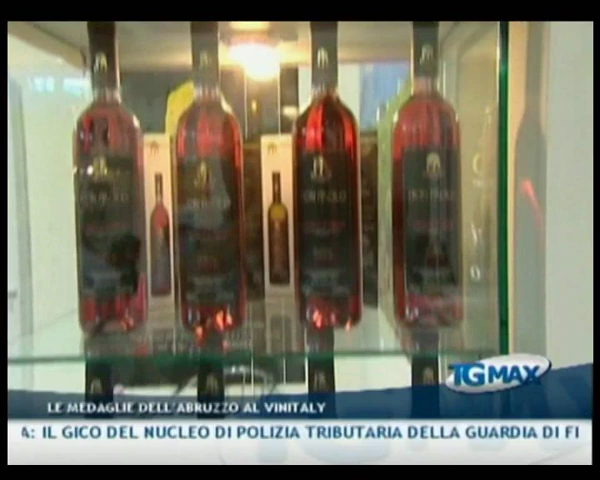 TGMAX
LE MEDAGLIE DELL'ABRUZZO AL VINITALY
A: IL GICO DEL NUCLEO DI POLIZIA TRIBUTARIA DELLA GUARDIA DI FI